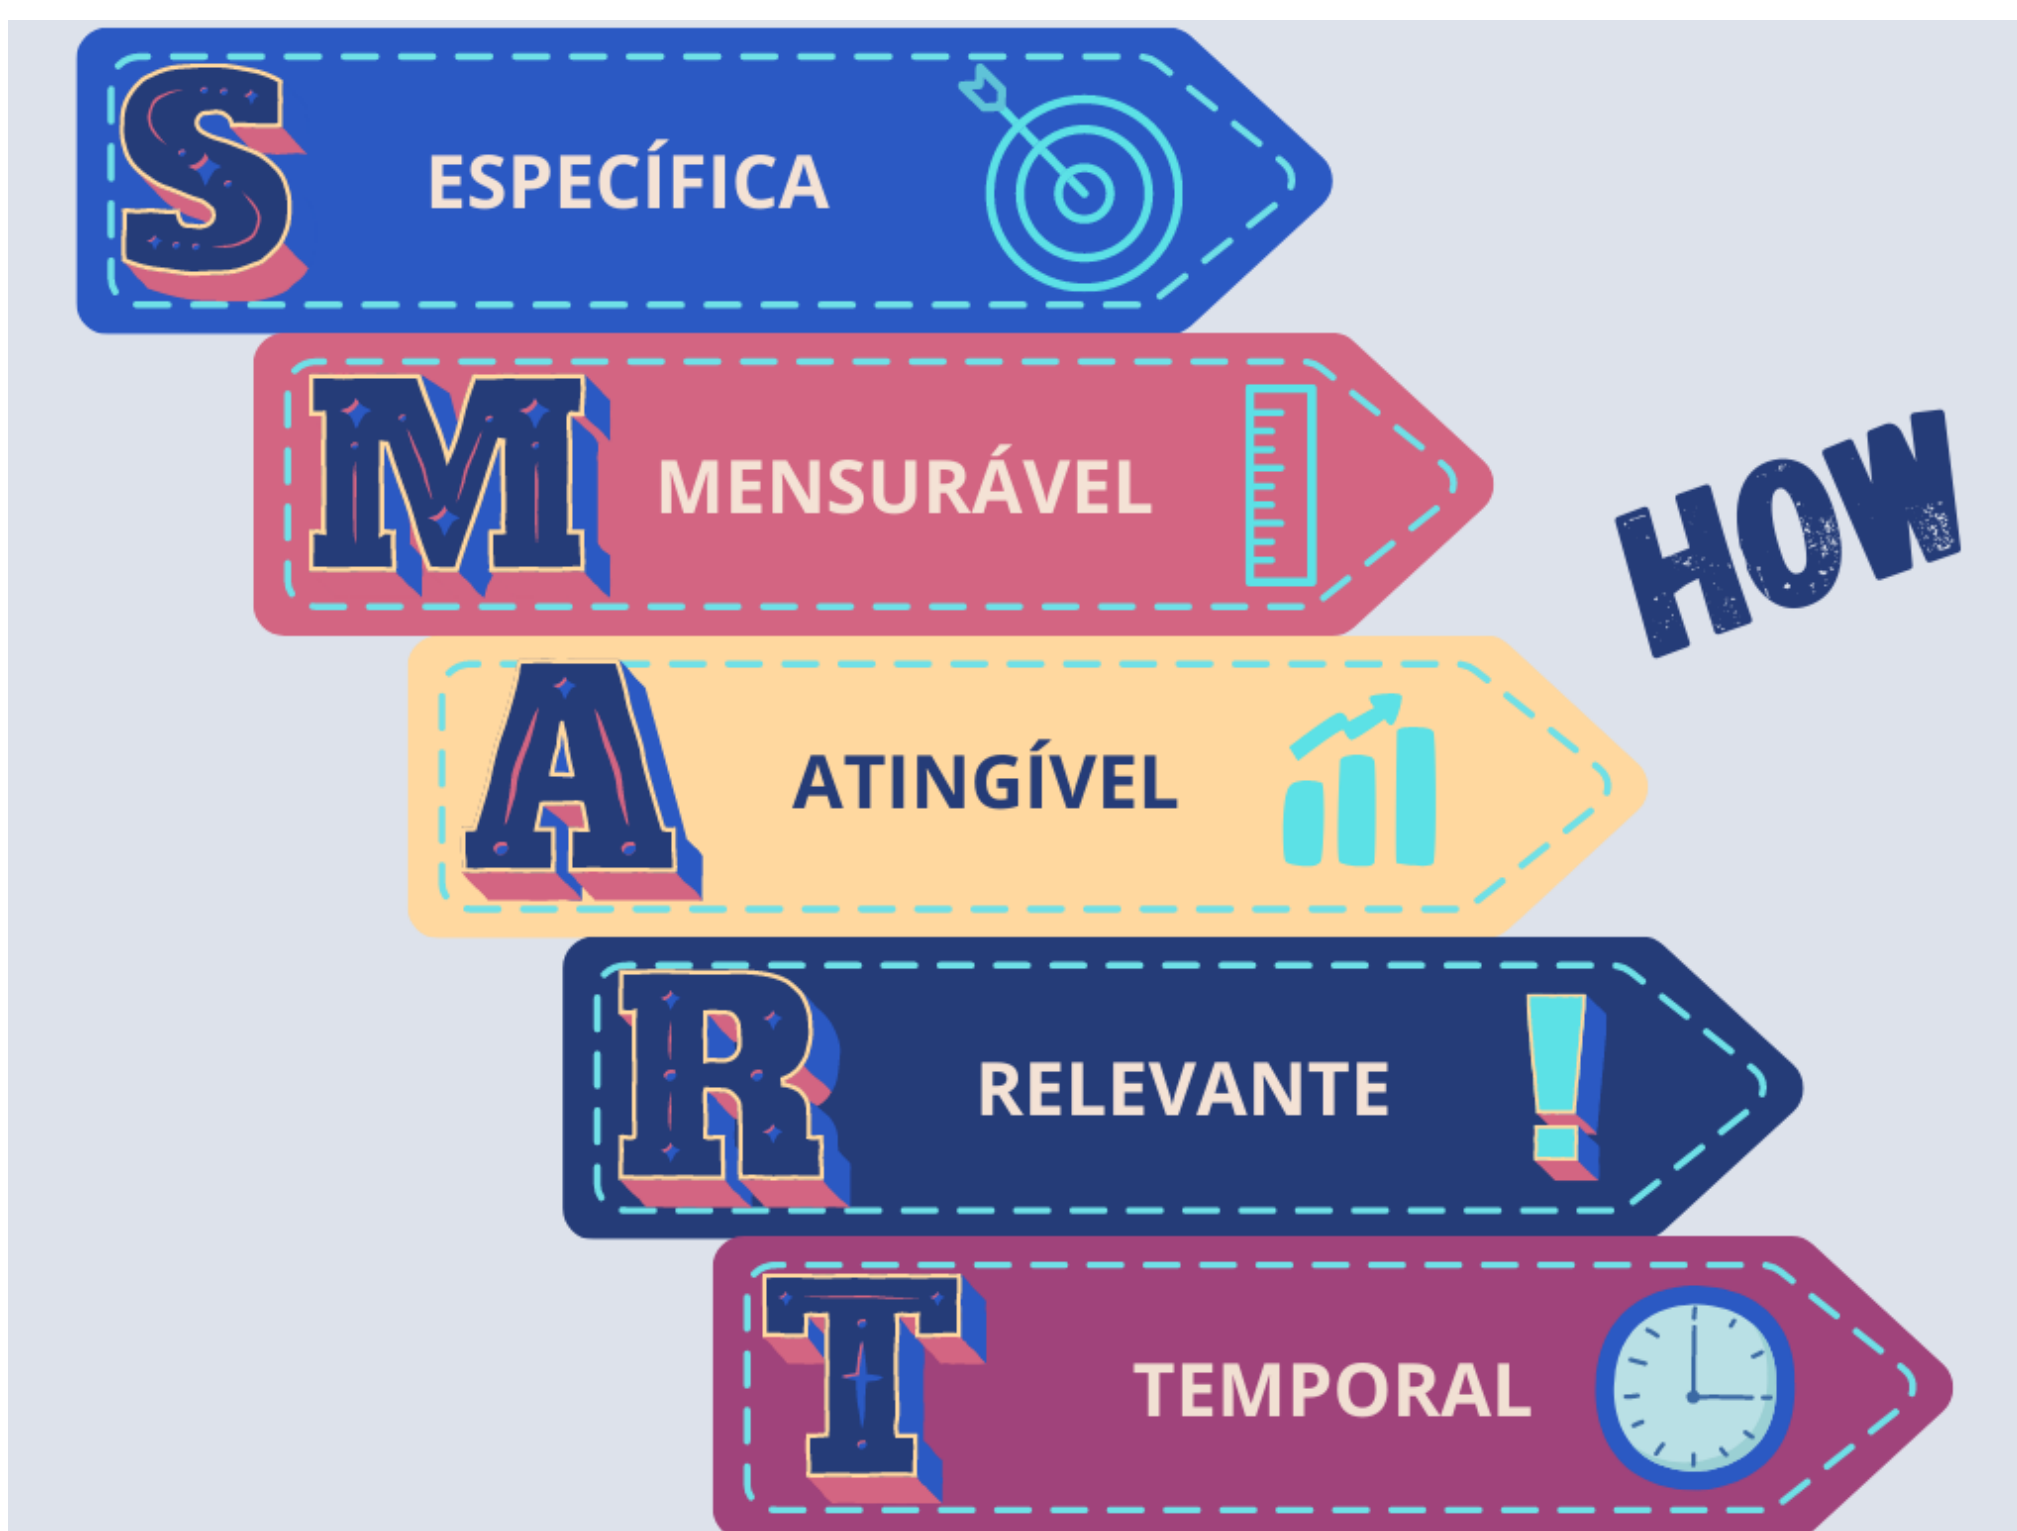 S ESPECÍFICA
M MENSURÁVEL
HOW
A ATINGÍVEL
R RELEVANTE
!
T TEMPORAL